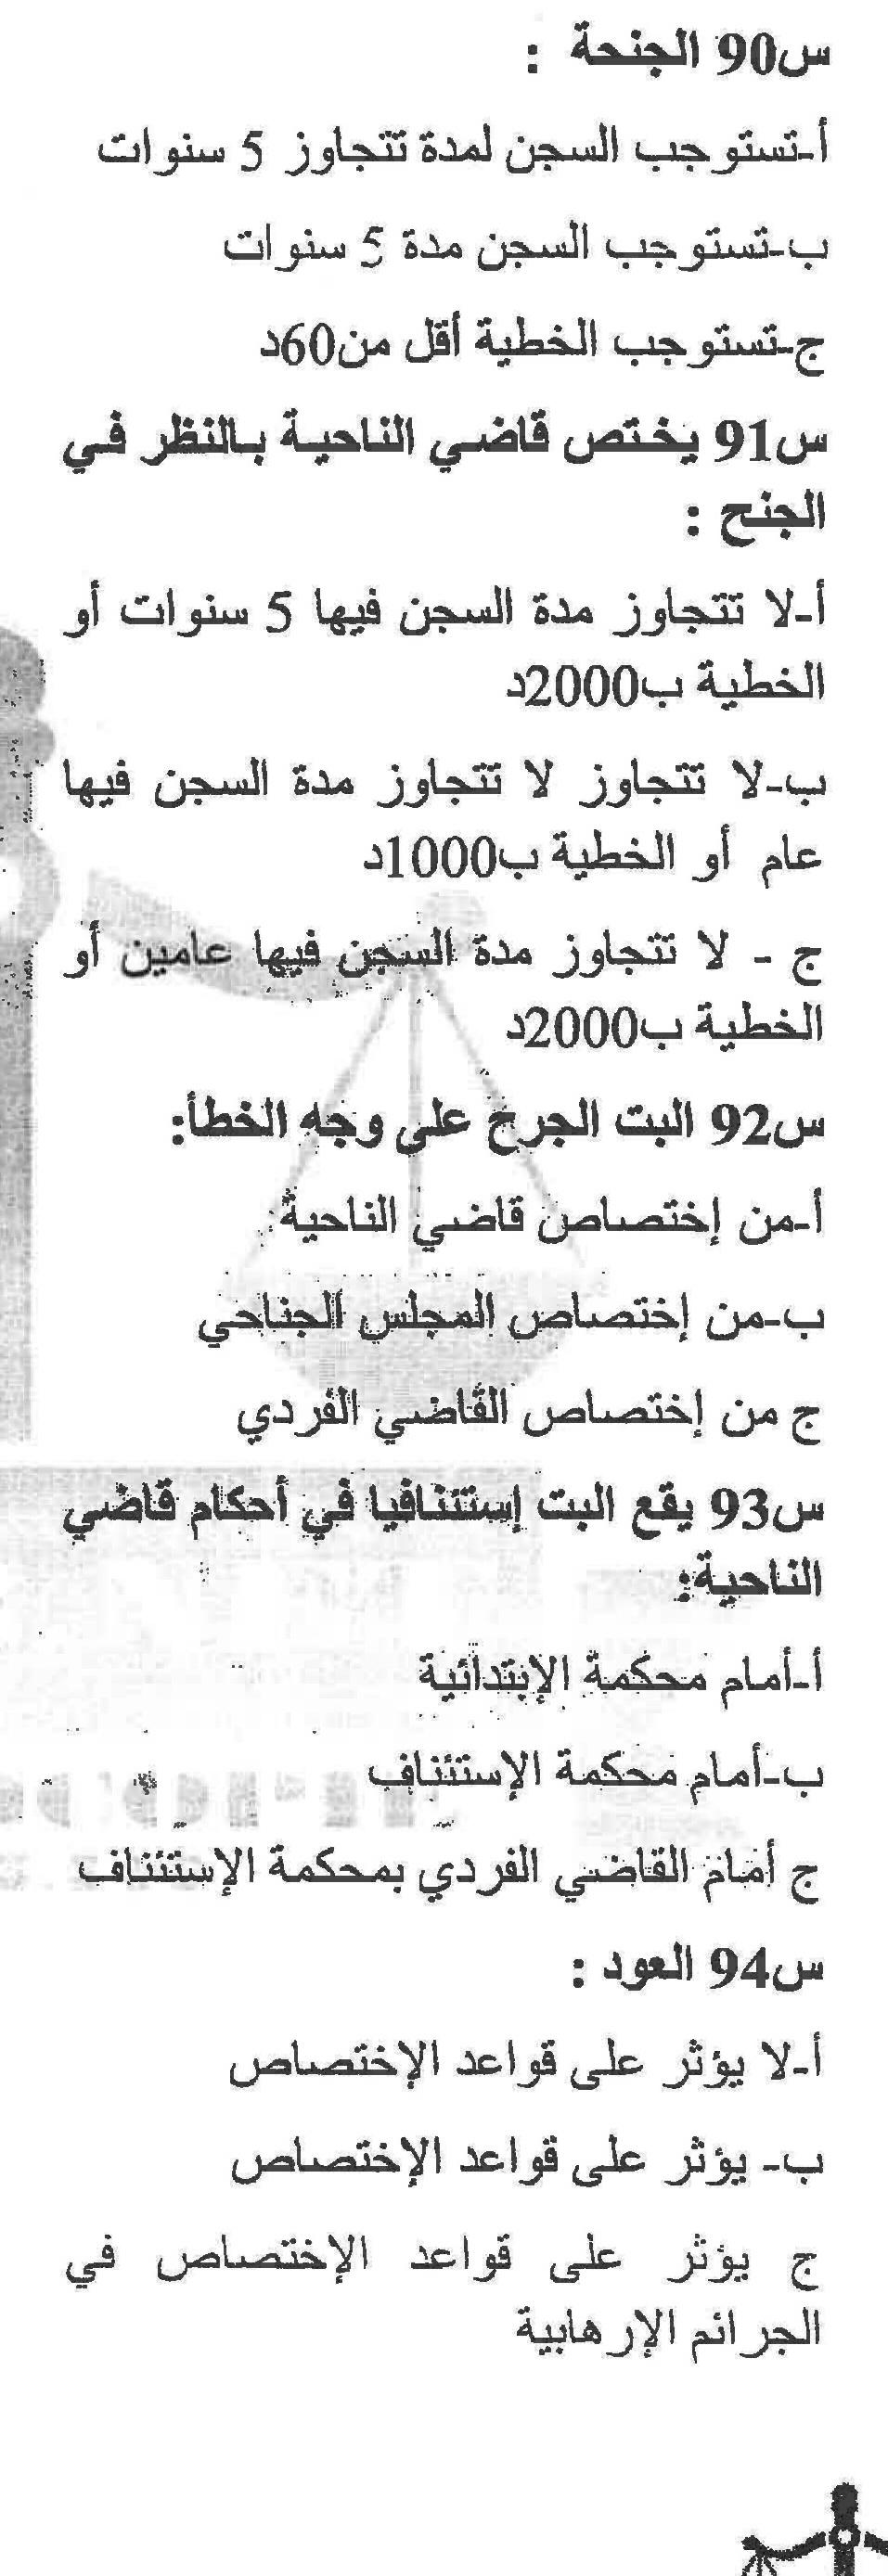 س90 الجنحة :
أ-تستوجب السجن لمدة تتجاوز 5 سنوات
ب-تستوجب السجن مدة 5 سنوات
ج-تستوجب الخطية أقل من60د
س91 يختص قاضي الناحية بالنظر في
الجنح :
أ-لا تتجاوز مدة السجن فيها 5 سنوات أو
الخطية ب2000د
ب-لا تتجاوز لا تتجاوز مدة السجن فيها
عام أو الخطية ب1000د
ج - لا تتجاوز مدة السجن فيها عامين أو
الخطية ب2000د
س92 البت الجرح على وجه الخطأ:
أ-من إختصاص قاضي الناحية
ب-من إختصاص المجلس الجناحي
ج من إختصاص القاضي الفردي
س93 يقع البت إستئنافيا في أحكام قاضي
الناحية:
أ-أمام محكمة الإبتدائية
ب-أمام محكمة الإستئناف
ج أمام القاضي الفردي بمحكمة الإستئناف
س94 العود :
أ-لا يؤثر على قواعد الإختصاص
ب- يؤثر على قواعد الإختصاص
ج يؤثر على قواعد الإختصاص في
الجرائم الإرهابية